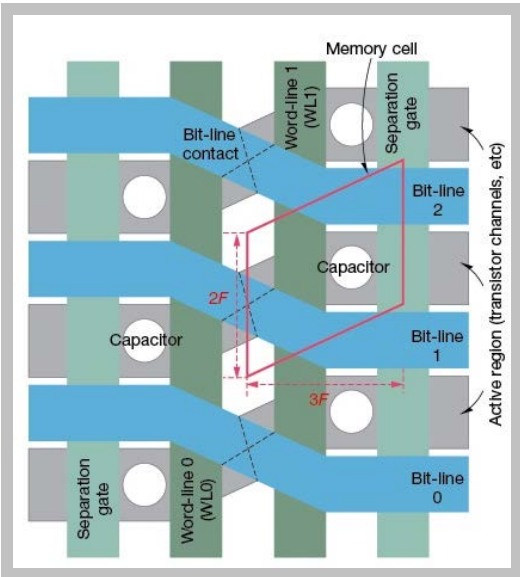 Memory cell
Word-line 1
(WL1)
Separation
gate
Bit-line
contact
Bit-line
2
Capacitor
2F
Capacitor
Bit-line
1
3F
Active region (transistor channels, etc)
Separation
gate
Word-line 0
(WL0)
Bit-line
0